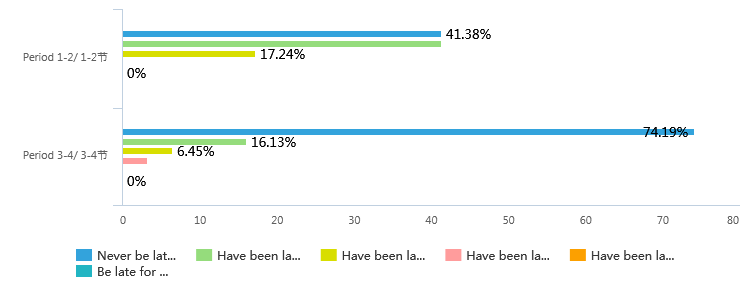 41.38%
Period 1-2/ 1-2节
17.24%
0%
74.19%
16.13%
Period 3-4/ 3-4节
6.45%
0%
0 10 20 30 40 50 60 70 80
Never be lat... Have been la... Have been la... Have been la... Have been la...
Be late for ...